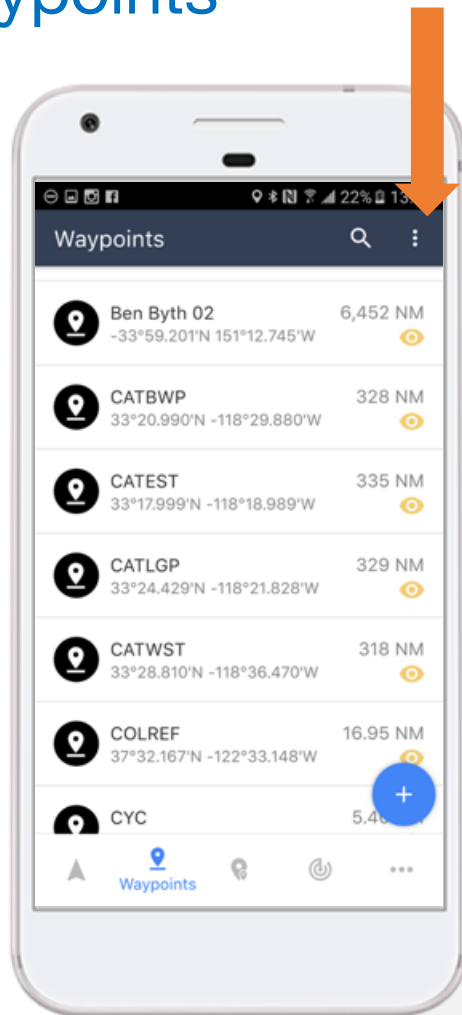 ypoints
22% 13
Waypoints
Ben Byth 02 6,452 NM
-33°59.201'N 151°12.745'W
CATBWP 328 NM
33°20.990'N -118°29.880'W
CATEST 335 NM
33°17.999'N -118°18.989'W
CATLGP 329 NM
33°24.429'N -118°21.828'W
CATWST 318 NM
33°28.810'N -118°36.470'W
COLREF 16.95 NM
37°32.167'N -122°33.148'W
CYC 5.4
Waypoints